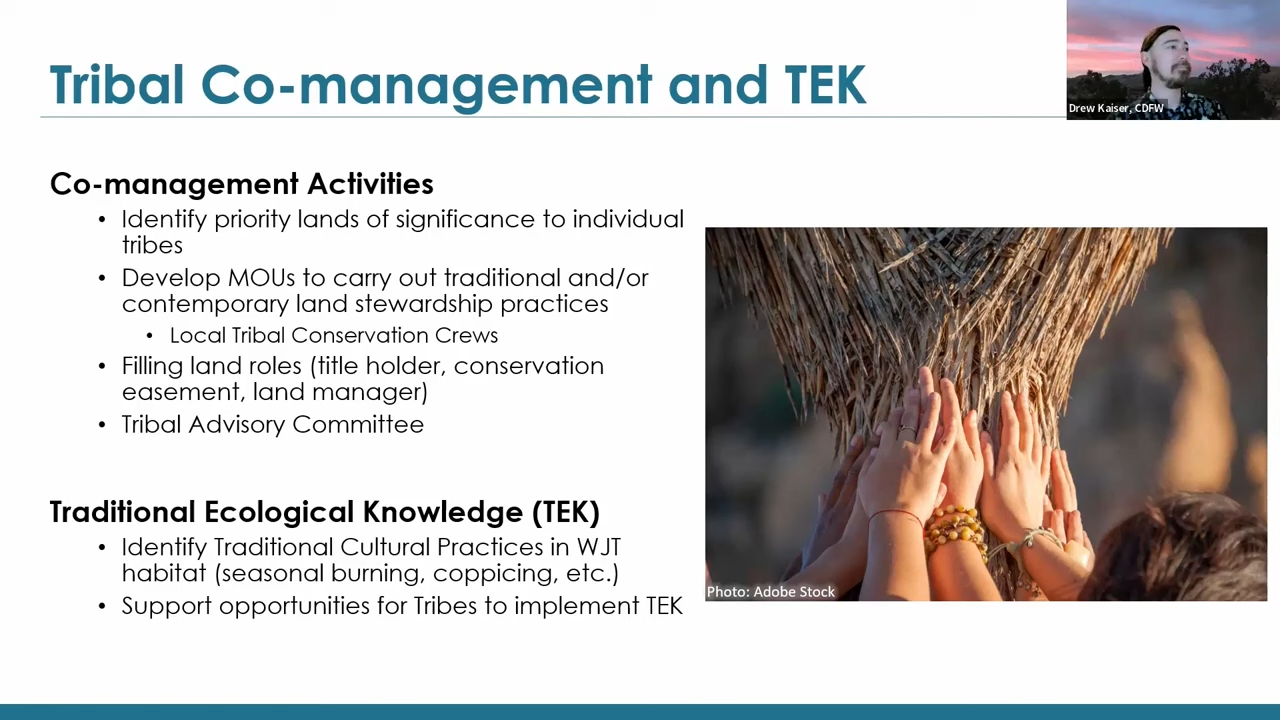 Tribal Co-management and TEK
Drew Kaiser, CDFW
Co-management Activities
• Identify priority lands of significance to individual
tribes
• Develop MOUs to carry out traditional and/or
contemporary land stewardship practices
• Local Tribal Conservation Crews
• Filling land roles (title holder, conservation
easement, land manager)
• Tribal Advisory Committee
Traditional Ecological Knowledge (TEK)
• Identify Traditional Cultural Practices in WJT
habitat (seasonal burning, coppicing, etc.)
• Support opportunities for Tribes to implement TEK
Photo: Adobe Stock